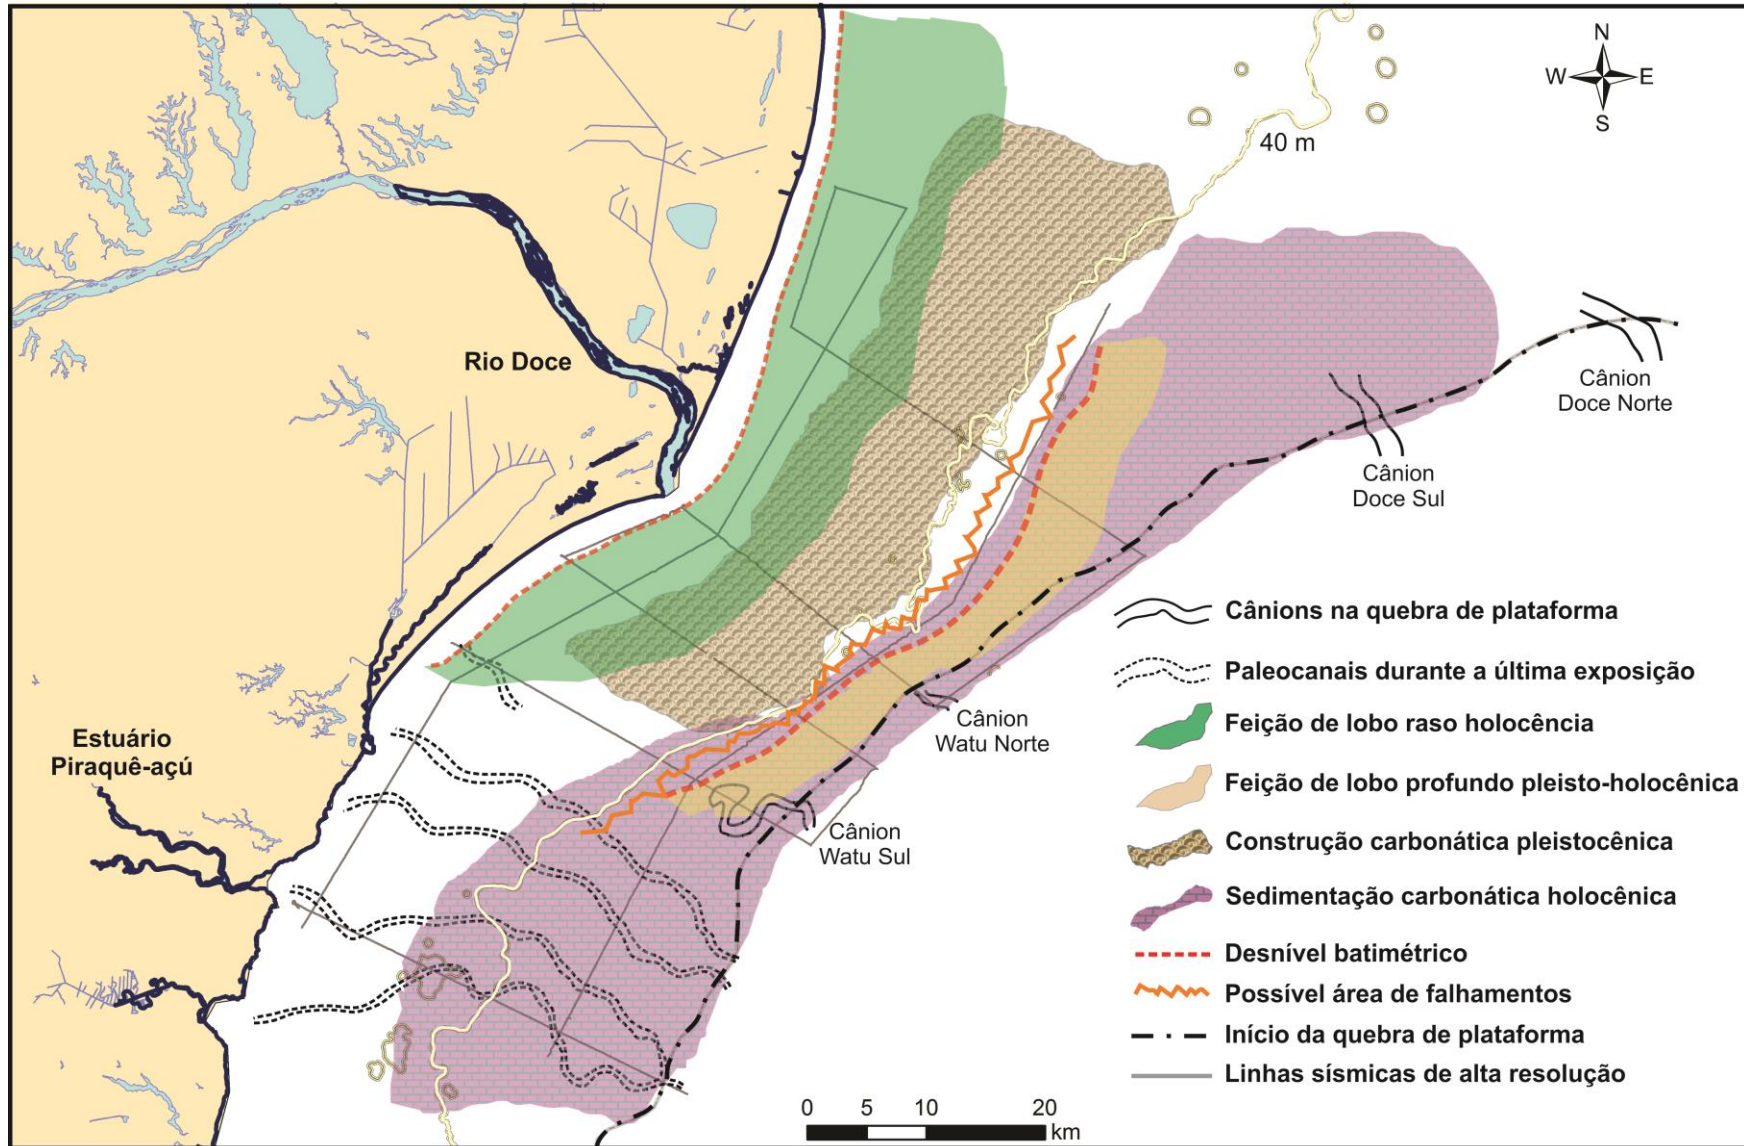 N
W E
S
40 m
Rio Doce
Cânion
Doce Norte
Cânion
Doce Sul
Cânion
Watu Norte
Cânion
Watu Sul
Estuário
Piraquê-açú
Cânions na quebra de plataforma
Paleocanais durante a última exposição
Feição de lobo raso holocência
Feição de lobo profundo pleisto-holocênica
Construção carbonática pleistocênica
Sedimentação carbonática holocênica
Desnível batimétrico
Possível área de falhamentos
Início da quebra de plataforma
Linhas sísmicas de alta resolução
0 5 10 20
km